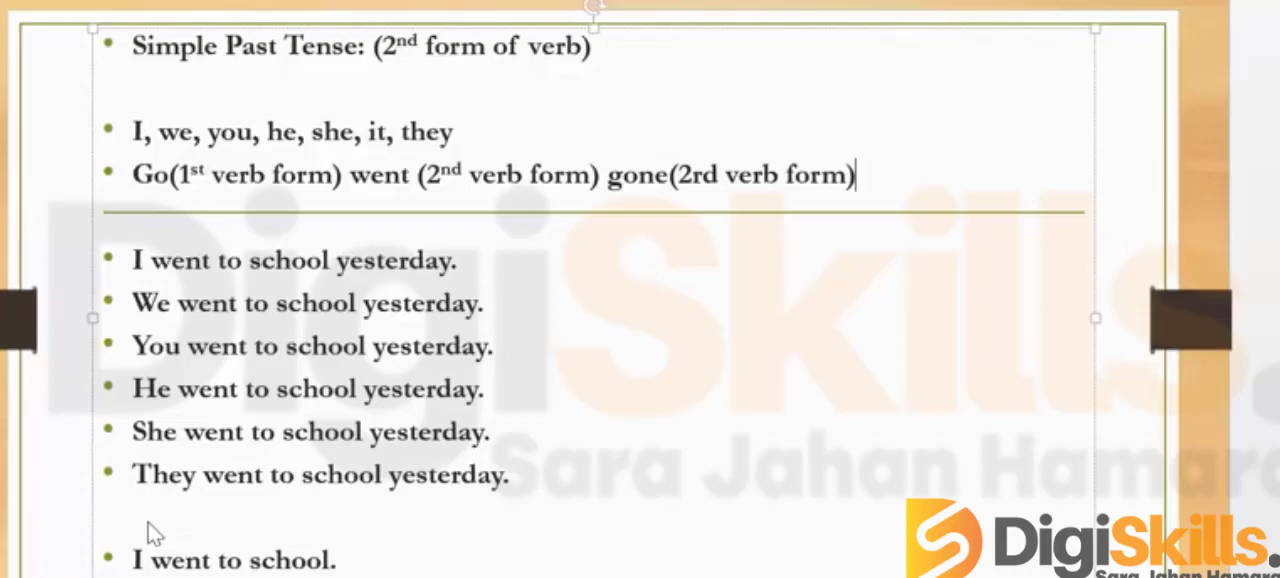 Simple Past Tense: (2nd form of verb)
I, we, you, he, she, it, they
Go(1st verb form) went (2nd verb form) gone(2rd verb form)
I went to school yesterday.
We went to school yesterday.
You went to school yesterday.
He went to school yesterday.
She went to school yesterday.
They went to school yesterday.
I went to school.
DigiSkills.
Sara Jahan Hamara
DigiSkills.
Sara Jahan Hamara